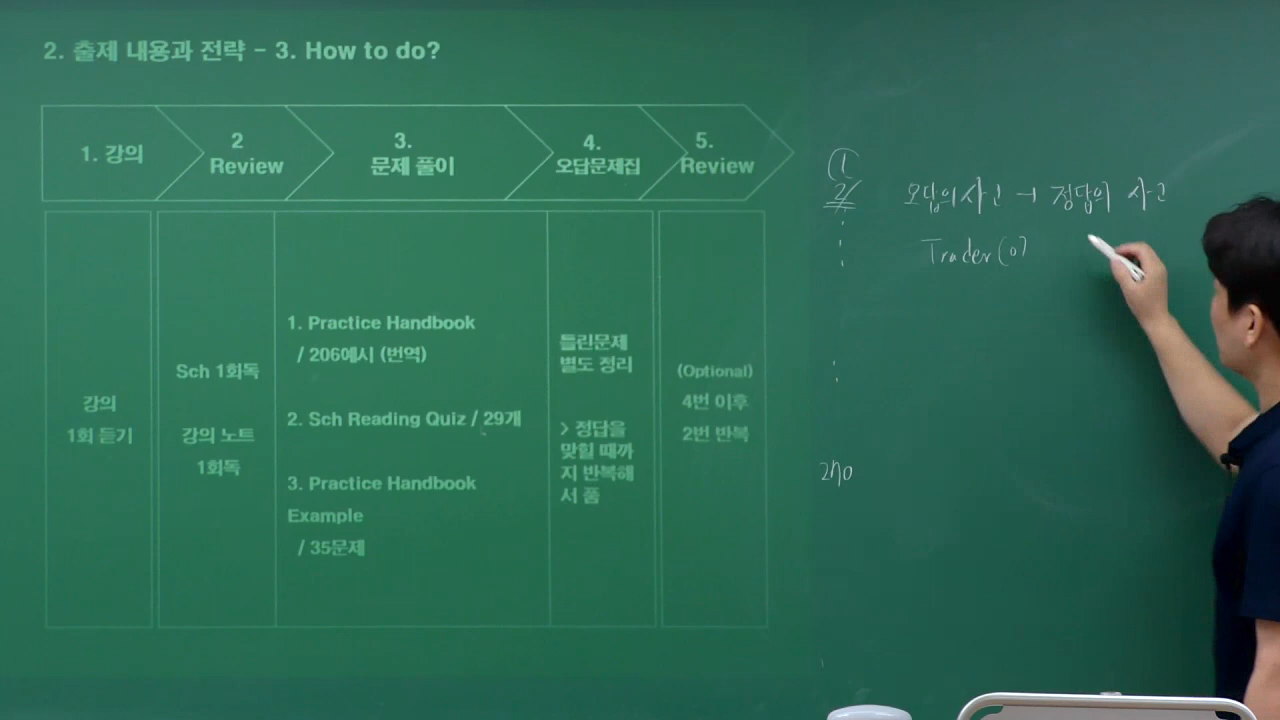 2. 출제 내용과 전략 - 3. How to do?
1. 강의
2
Review
3.
문제 풀이
4.
오답문제집
5.
Review
강의
1회 듣기
Sch 1회독
강의 노트
1회독
1. Practice Handbook
/ 206예시 (번역)
2. Sch Reading Quiz / 29개
3. Practice Handbook
Example
/ 35문제
틀린문제
별도 정리
> 정답을
맞힐 때까
지 반복해
서 품
(Optional)
4번 이후
2번 반복
1
2
오답의 사고 → 정답의 사고
Trader(이
270